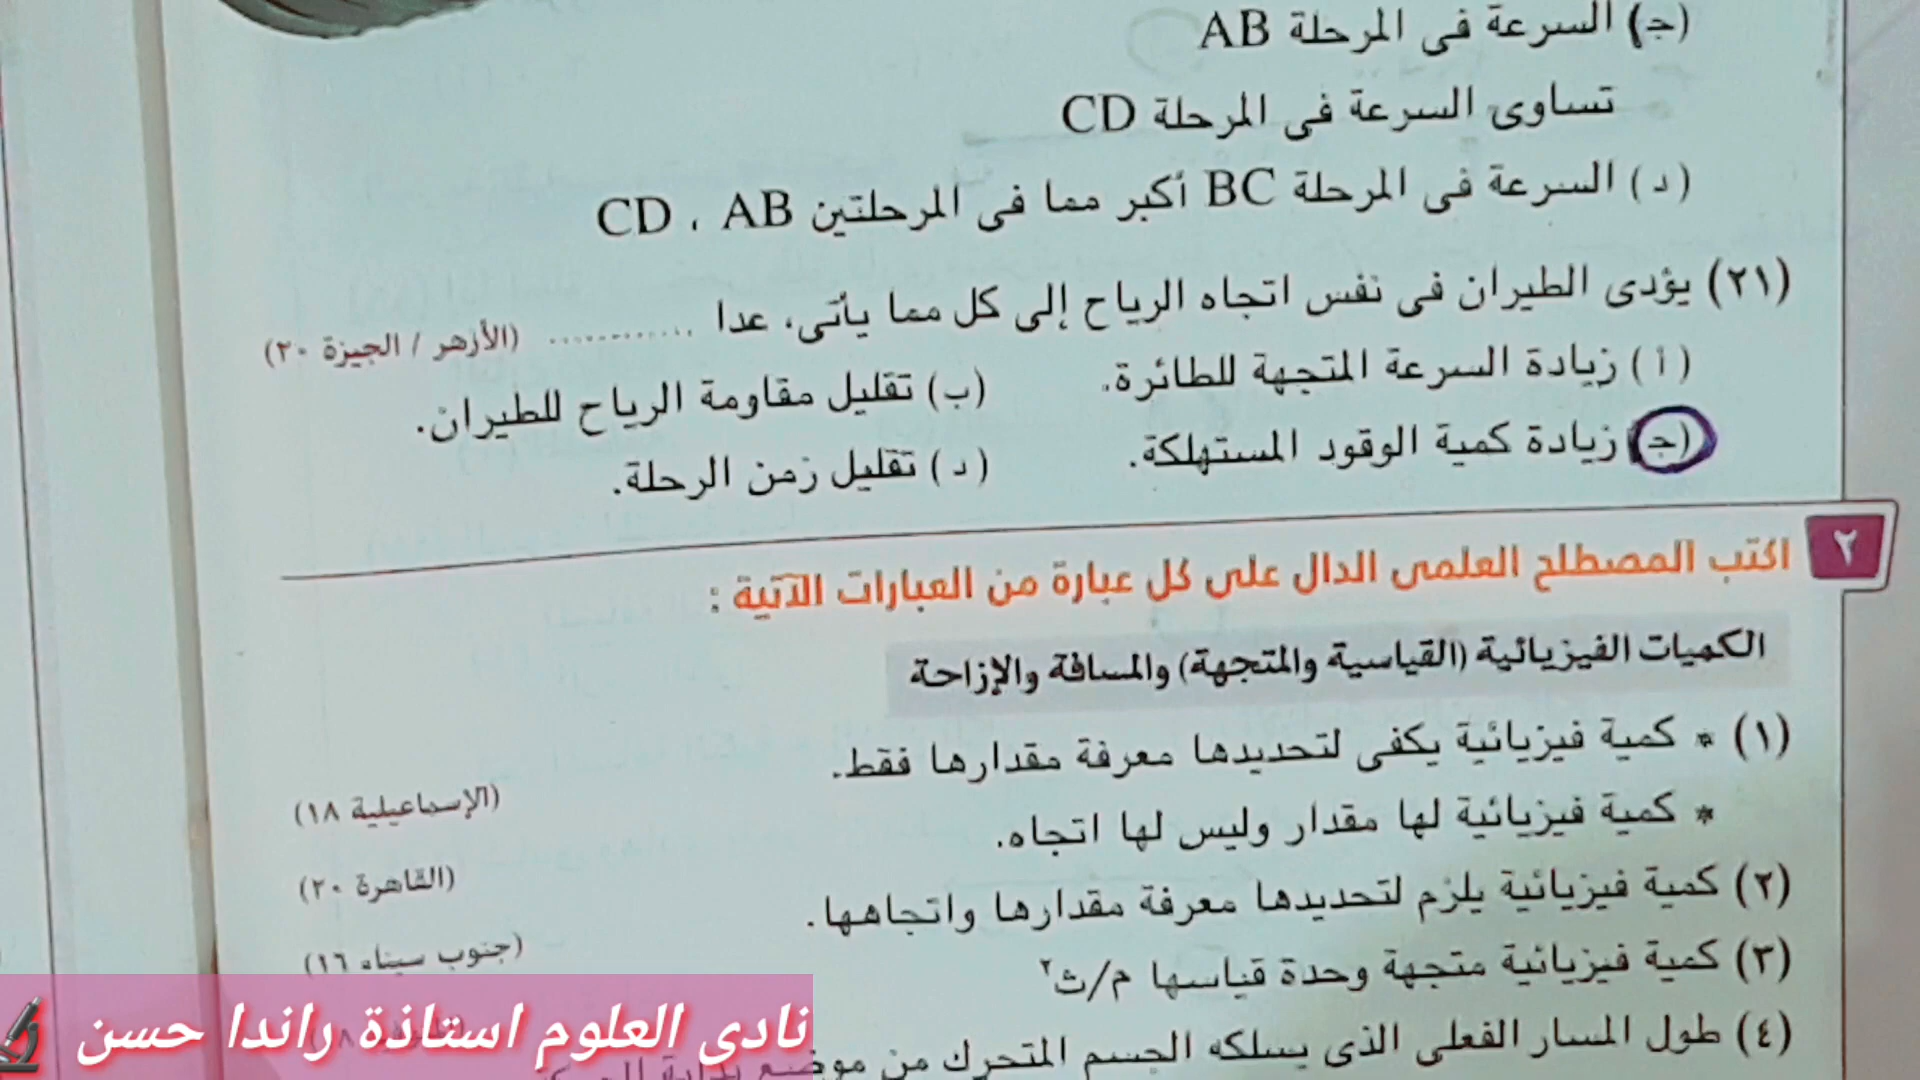 (جـ) السرعة فى المرحلة AB
تساوى السرعة فى المرحلة CD
(د) السرعة فى المرحلة BC أكبر مما فى المرحلتين CD ، AB
(٢١) يؤدى الطيران فى نفس اتجاه الرياح إلى كل مما يأتى، عدا ............. (الأزهر / الجيزة ٢٠)
(أ) زيادة السرعة المتجهة للطائرة. (ب) تقليل مقاومة الرياح للطيران.
(جـ) زيادة كمية الوقود المستهلكة. (د) تقليل زمن الرحلة.
٢ اكتب المصطلح العلمى الدال على كل عبارة من العبارات الآتية :
الكميات الفيزيائية (القياسية والمتجهة) والمسافة والإزاحة
(١) * كمية فيزيائية يكفى لتحديدها معرفة مقدارها فقط. (الإسماعيلية ١٨)
* كمية فيزيائية لها مقدار وليس لها اتجاه. (القاهرة ٢٠)
(٢) كمية فيزيائية يلزم لتحديدها معرفة مقدارها واتجاهها. (جنوب سيناء ١٦)
(٣) كمية فيزيائية متجهة وحدة قياسها م/ث٢
(٤) طول المسار الفعلى الذى يسلكه الجسم المتحرك من موضع
نادى العلوم استاذة راندا حسن